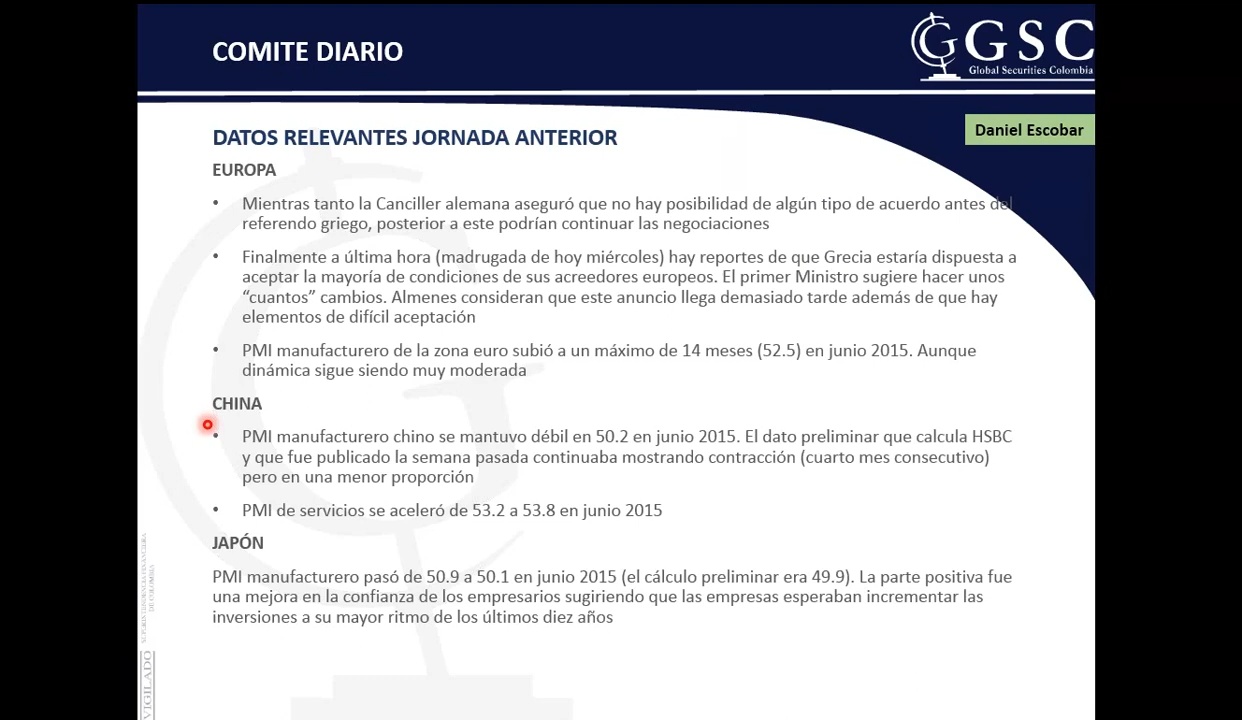 COMITE DIARIO
GGSC
Global Securities Colombia
Daniel Escobar
DATOS RELEVANTES JORNADA ANTERIOR
EUROPA
• Mientras tanto la Canciller alemana aseguró que no hay posibilidad de algún tipo de acuerdo antes del
referendo griego, posterior a este podrían continuar las negociaciones
• Finalmente a última hora (madrugada de hoy miércoles) hay reportes de que Grecia estaría dispuesta a
aceptar la mayoría de condiciones de sus acreedores europeos. El primer Ministro sugiere hacer unos
“cuantos” cambios. Almenes consideran que este anuncio llega demasiado tarde además de que hay
elementos de difícil aceptación
• PMI manufacturero de la zona euro subió a un máximo de 14 meses (52.5) en junio 2015. Aunque
dinámica sigue siendo muy moderada
CHINA
• PMI manufacturero chino se mantuvo débil en 50.2 en junio 2015. El dato preliminar que calcula HSBC
y que fue publicado la semana pasada continuaba mostrando contracción (cuarto mes consecutivo)
pero en una menor proporción
• PMI de servicios se aceleró de 53.2 a 53.8 en junio 2015
JAPÓN
PMI manufacturero pasó de 50.9 a 50.1 en junio 2015 (el cálculo preliminar era 49.9). La parte positiva fue
una mejora en la confianza de los empresarios sugiriendo que las empresas esperaban incrementar las
inversiones a su mayor ritmo de los últimos diez años
SUPERINTENDENCIA FINANCIERA
DE COLOMBIA
VIGILADO